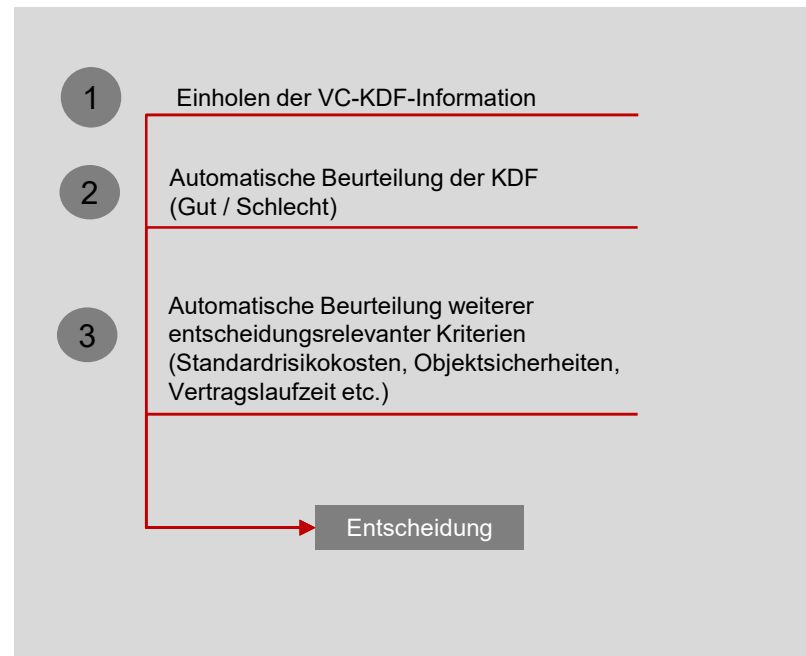 1
Einholen der VC-KDF-Information
2
Automatische Beurteilung der KDF
(Gut / Schlecht)
3
Automatische Beurteilung weiterer
entscheidungsrelevanter Kriterien
(Standardrisikokosten, Objektsicherheiten,
Vertragslaufzeit etc.)
Entscheidung